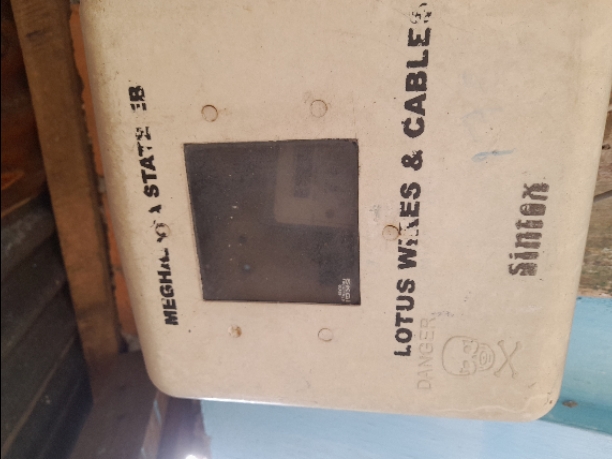 STATE EB
LOTUS WIRES & CABLES
Sintex
DANGER